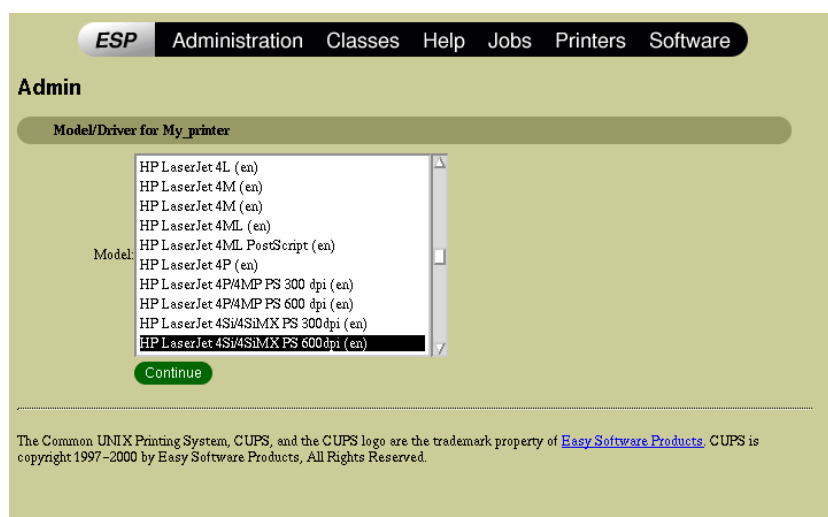 ESP Administration Classes Help Jobs Printers Software
Admin
Model/Driver for My_printer
Model:
HP LaserJet 4L (en)
HP LaserJet 4M (en)
HP LaserJet 4M (en)
HP LaserJet 4ML (en)
HP LaserJet 4ML PostScript (en)
HP LaserJet 4P (en)
HP LaserJet 4P/4MP PS 300 dpi (en)
HP LaserJet 4P/4MP PS 600 dpi (en)
HP LaserJet 4Si/4SiMX PS 300dpi (en)
HP LaserJet 4Si/4SiMX PS 600dpi (en)
Continue
The Common UNIX Printing System, CUPS, and the CUPS logo are the trademark property of Easy Software Products. CUPS is
copyright 1997-2000 by Easy Software Products, All Rights Reserved.